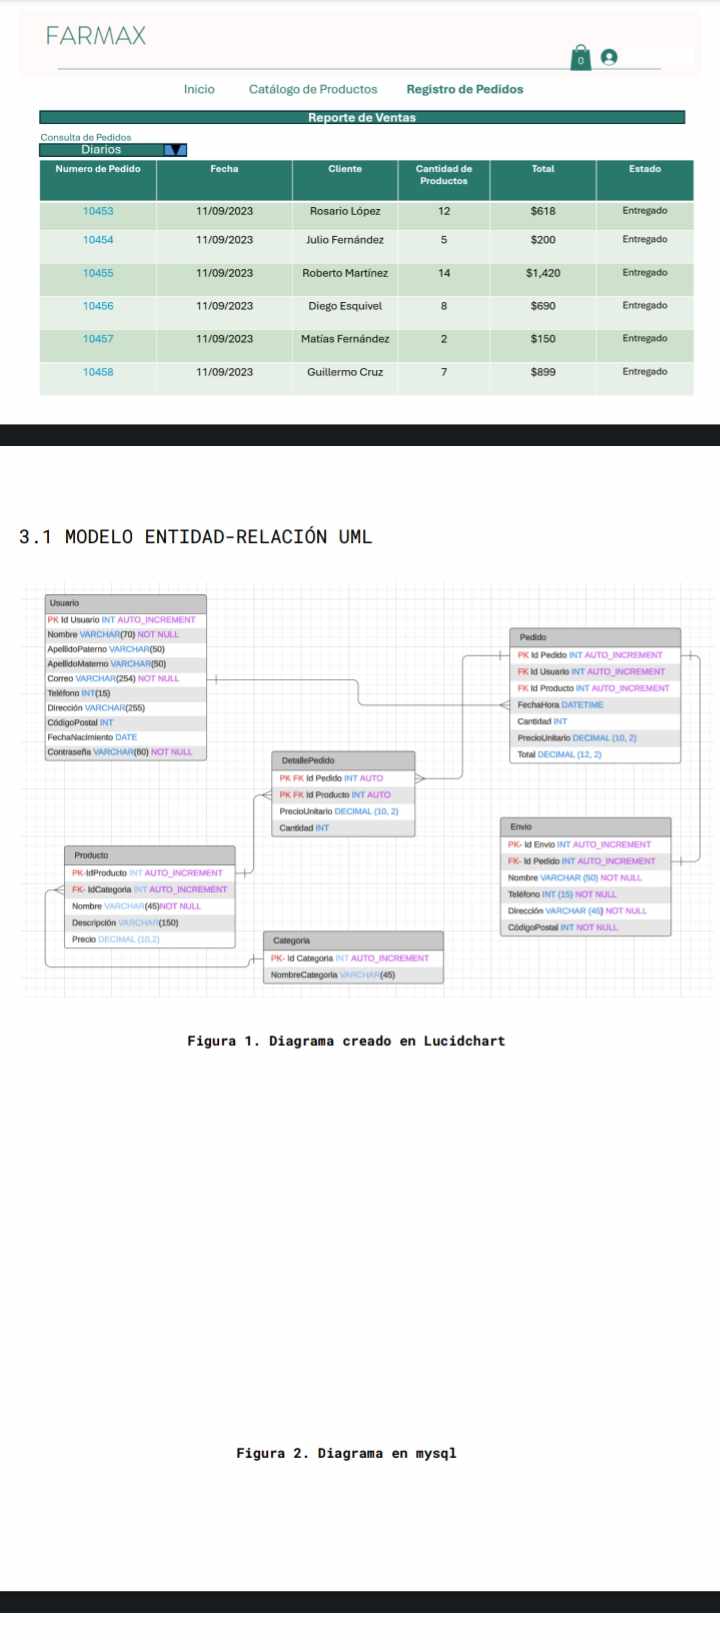 FARMAX
0
Inicio Catálogo de Productos Registro de Pedidos
Reporte de Ventas
Consulta de Pedidos
Diarios
Numero de Pedido Fecha Cliente Cantidad de Productos Total Estado
10453 11/09/2023 Rosario López 12 $618 Entregado
10454 11/09/2023 Julio Fernández 5 $200 Entregado
10455 11/09/2023 Roberto Martínez 14 $1,420 Entregado
10456 11/09/2023 Diego Esquivel 8 $690 Entregado
10457 11/09/2023 Matías Fernández 2 $150 Entregado
10458 11/09/2023 Guillermo Cruz 7 $899 Entregado
3.1 MODELO ENTIDAD-RELACIÓN UML
Usuario
PK Id Usuario INT AUTO_INCREMENT
Nombre VARCHAR(70) NOT NULL
ApellidoPaterno VARCHAR(50)
ApellidoMaterno VARCHAR(50)
Correo VARCHAR(254) NOT NULL
Teléfono INT(15)
Dirección VARCHAR(255)
CódigoPostal INT
FechaNacimiento DATE
Contraseña VARCHAR(60) NOT NULL
Pedido
PK Id Pedido INT AUTO_INCREMENT
FK Id Usuario INT AUTO_INCREMENT
FK Id Producto INT AUTO_INCREMENT
FechaHora DATETIME
Cantidad INT
PrecioUnitario DECIMAL (10, 2)
Total DECIMAL (12, 2)
DetallePedido
PK FK Id Pedido INT AUTO
PK FK Id Producto INT AUTO
PrecioUnitario DECIMAL (10, 2)
Cantidad INT
Envio
PK- Id Envio INT AUTO_INCREMENT
FK- Id Pedido INT AUTO_INCREMENT
Nombre VARCHAR (50) NOT NULL
Teléfono INT (15) NOT NULL
Dirección VARCHAR (45) NOT NULL
CódigoPostal INT NOT NULL
Producto
PK-IdProducto INT AUTO_INCREMENT
FK- IdCategoria INT AUTO_INCREMENT
Nombre VARCHAR(45)NOT NULL
Descripción VARCHAR(150)
Precio DECIMAL (10,2)
Categoria
PK- Id Categoria INT AUTO_INCREMENT
NombreCategoria VARCHAR(45)
Figura 1. Diagrama creado en Lucidchart
Figura 2. Diagrama en mysql